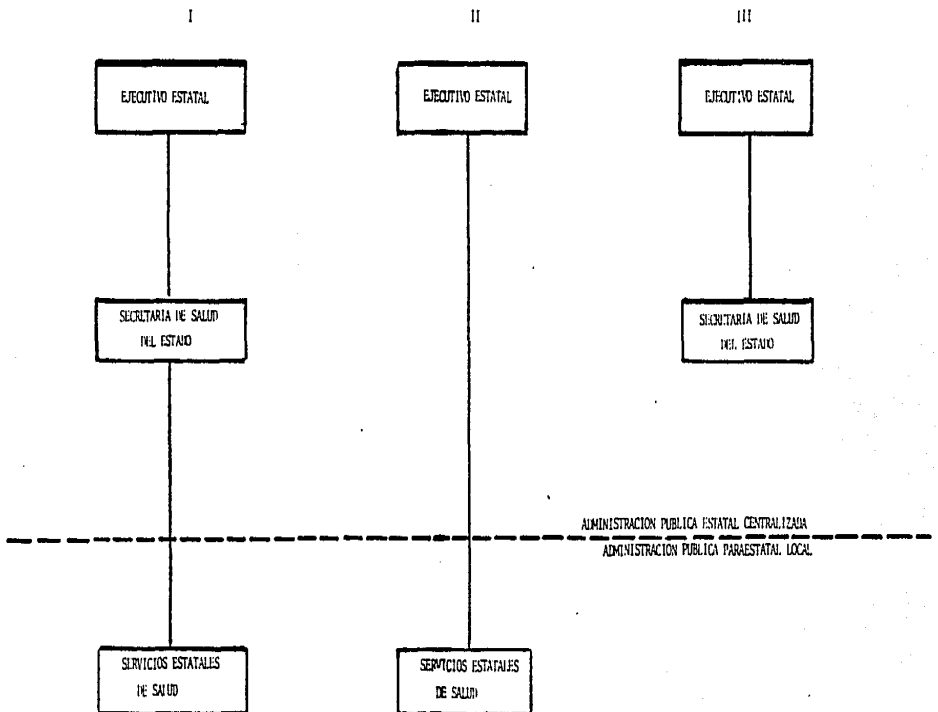 I II III
EJECUTIVO ESTATAL EJECUTIVO ESTATAL EJECUTIVO ESTATAL
SECRETARIA DE SALUD
DEL ESTADO
SECRETARIA DE SALUD
DEL ESTADO
ADMINISTRACION PUBLICA ESTATAL CENTRALIZADA
ADMINISTRACION PUBLICA PARAESTATAL LOCAL
SERVICIOS ESTATALES
DE SALUD
SERVICIOS ESTATALES
DE SALUD